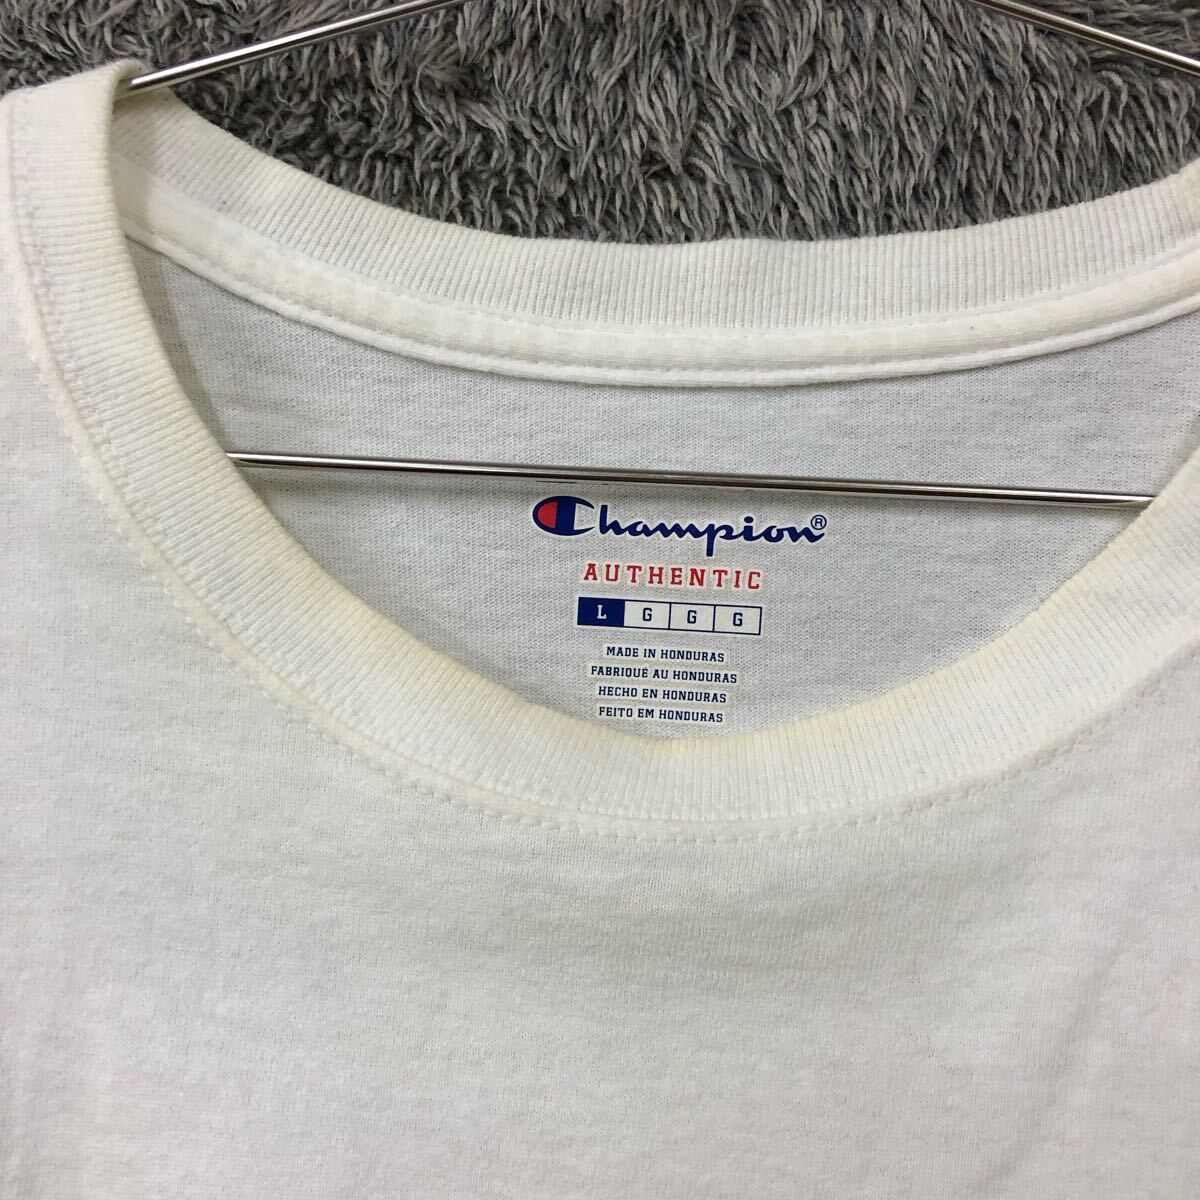 Champion®
AUTHENTIC
L G G G
MADE IN HONDURAS
FABRIQUÉ AU HONDURAS
HECHO EN HONDURAS
FEITO EM HONDURAS